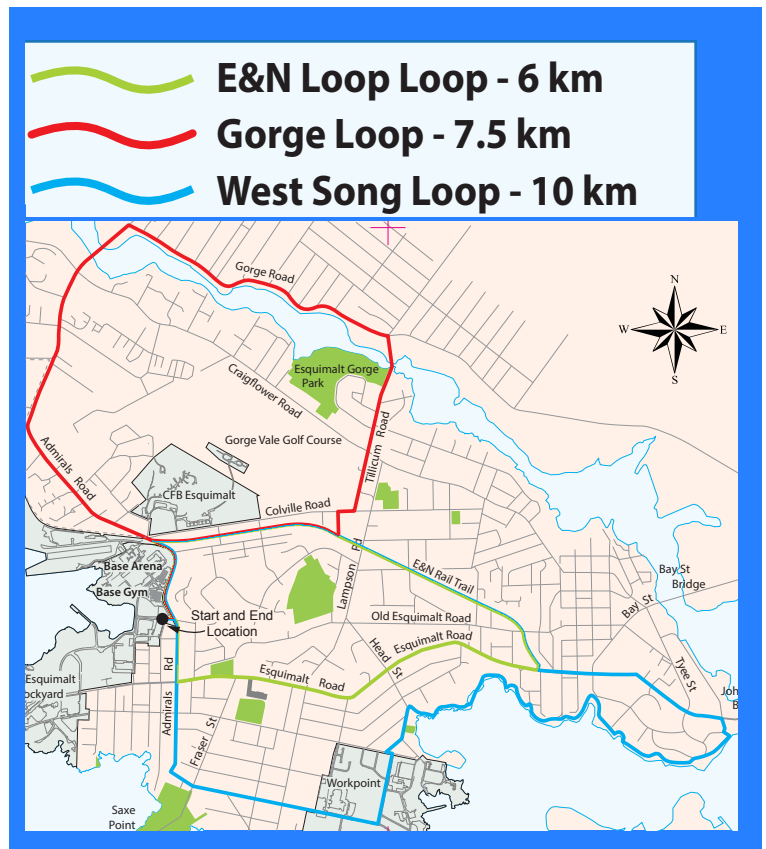 E&N Loop Loop - 6 km
Gorge Loop - 7.5 km
West Song Loop - 10 km
Gorge Road
N
W
E
S
Esquimalt Gorge
Park
Craigflower Road
Gorge Vale Golf Course
Tillicum Road
Admirals Road
CFB Esquimalt
Colville Road
Base Arena
Base Gym
E&N Rail Trail
Bay St
Bridge
Lampson Rd
Bay St
Start and End
Location
Old Esquimalt Road
Esquimalt Road
Head St
Tyee St
Esquimalt
ockyard
Admirals Rd
Esquimalt Road
Joh
B
Fraser St
Workpoint
Saxe
Point